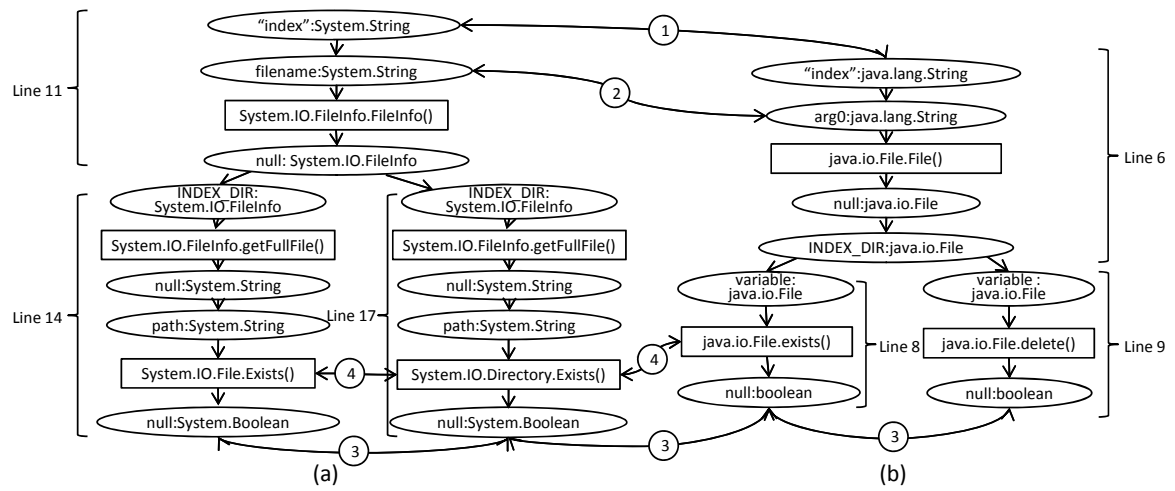 “index”:System.String
1
filename:System.String
“index”:java.lang.String
Line 11
2
System.IO.FileInfo.FileInfo()
arg0:java.lang.String
null: System.IO.FileInfo
java.io.File.File()
Line 6
INDEX_DIR:
System.IO.FileInfo
INDEX_DIR:
System.IO.FileInfo
null:java.io.File
System.IO.FileInfo.getFullFile()
System.IO.FileInfo.getFullFile()
INDEX_DIR:java.io.File
null:System.String
null:System.String
variable:
java.io.File
variable :
java.io.File
Line 14
path:System.String
Line 17
path:System.String
java.io.File.exists()
Line 8
java.io.File.delete()
Line 9
System.IO.File.Exists()
4
System.IO.Directory.Exists()
4
null:boolean
null:boolean
null:System.Boolean
null:System.Boolean
3
3
3
(a)
(b)